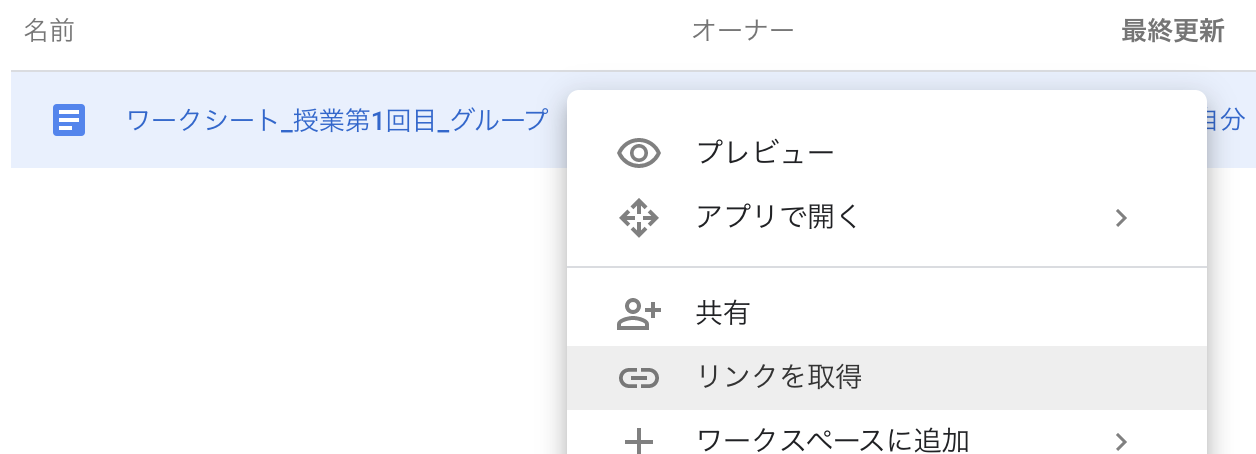 名前 オーナー 最終更新
ワークシート_授業第1回目_グループ 自分
プレビュー
アプリで開く
共有
リンクを取得
ワークスペースに追加